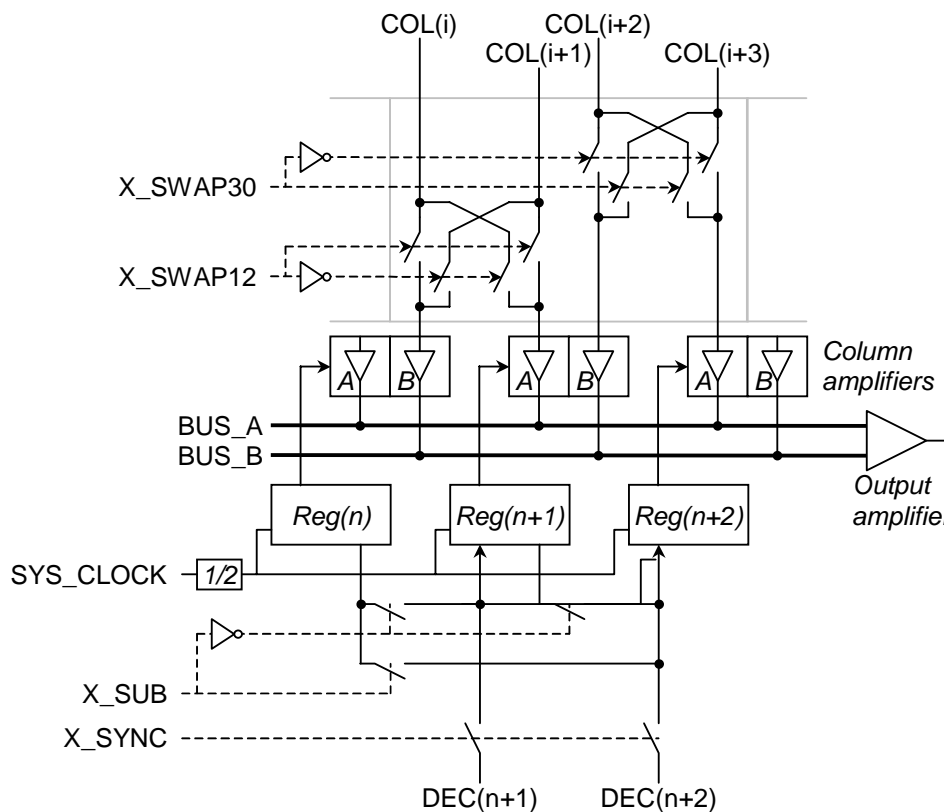 COL(i)
COL(i+2)
COL(i+1)
COL(i+3)
X_SWAP30
X_SWAP12
A
B
A
B
A
B
Column
amplifiers
BUS_A
BUS_B
Output
amplifier
Reg(n)
Reg(n+1)
Reg(n+2)
SYS_CLOCK
1/2
X_SUB
X_SYNC
DEC(n+1)
DEC(n+2)